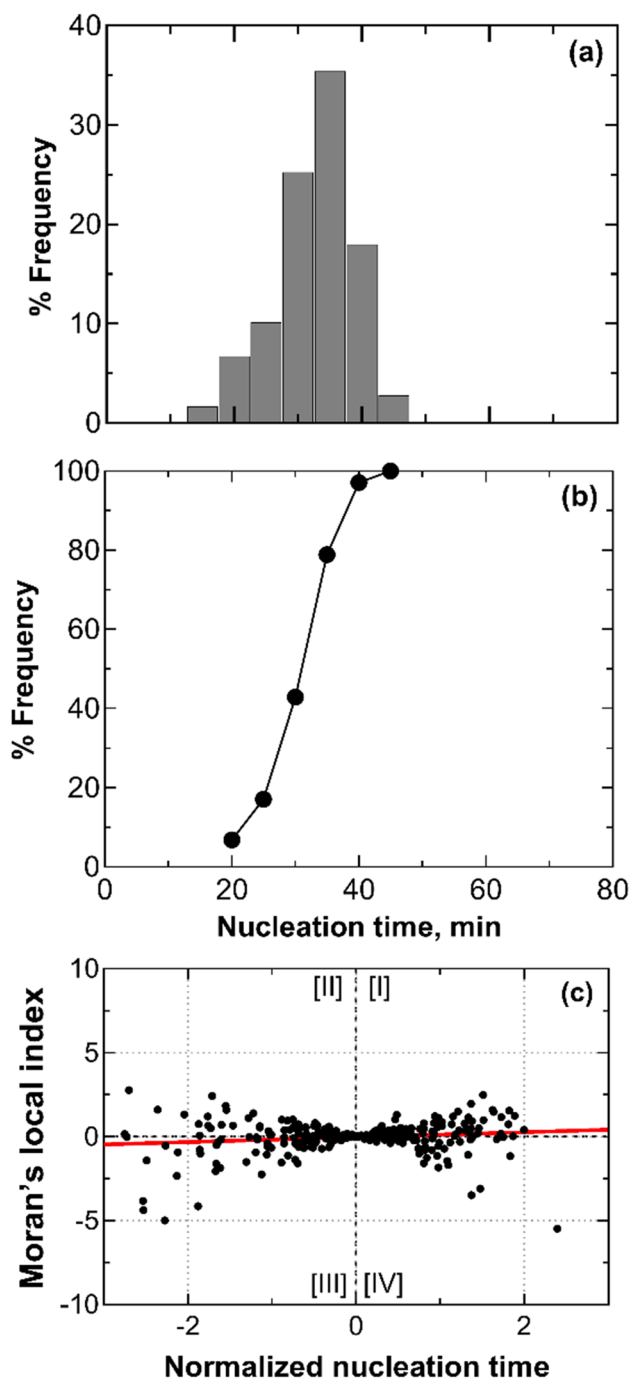 40
(a)
30
% Frequency
20
10
0
100
(b)
80
% Frequency
60
40
20
0
0 20 40 60 80
Nucleation time, min
10
[II] [I] (c)
5
Moran's local index
0
-5
[III] [IV]
-10
-2 0 2
Normalized nucleation time